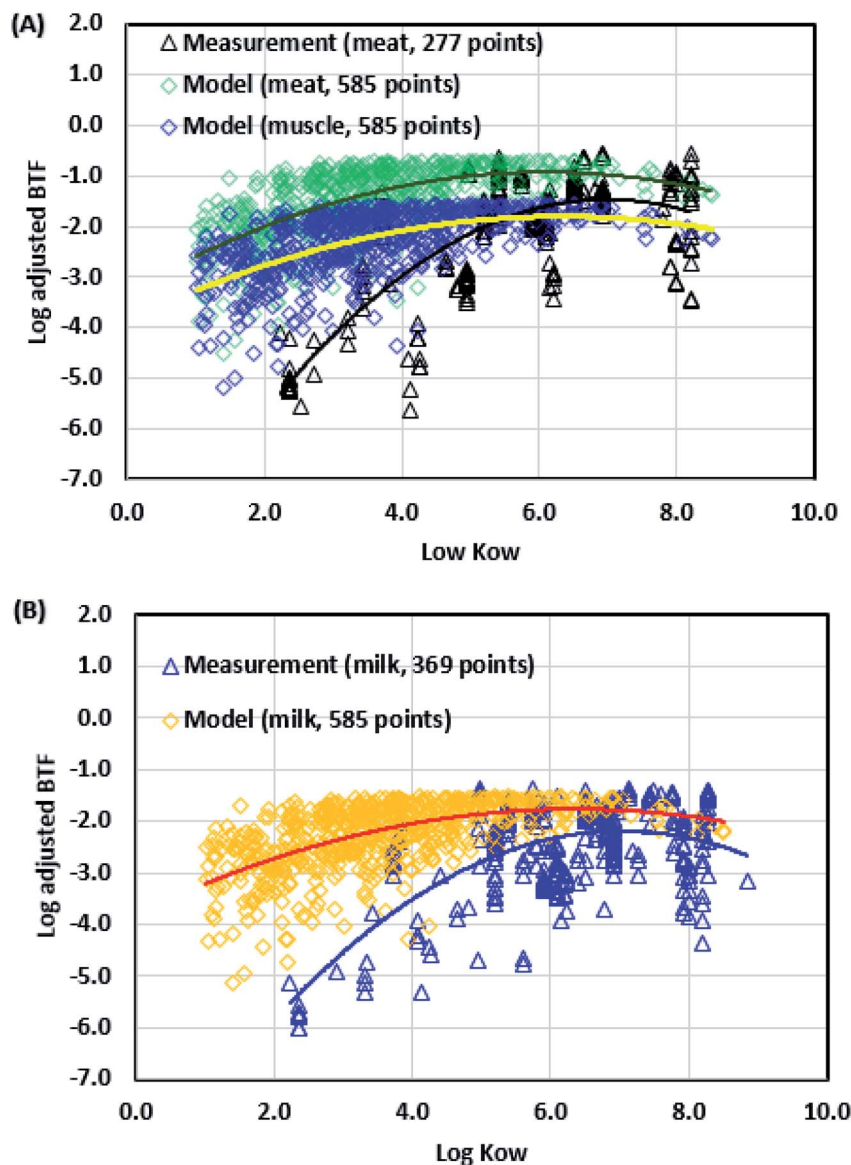 (A)
2.0
1.0
0.0
-1.0
-2.0
-3.0
-4.0
-5.0
-6.0
-7.0
Log adjusted BTF
Measurement (meat, 277 points)
Model (meat, 585 points)
Model (muscle, 585 points)
0.0 2.0 4.0 6.0 8.0 10.0
Low Kow
(B)
2.0
1.0
0.0
-1.0
-2.0
-3.0
-4.0
-5.0
-6.0
-7.0
Log adjusted BTF
Measurement (milk, 369 points)
Model (milk, 585 points)
0.0 2.0 4.0 6.0 8.0 10.0
Log Kow